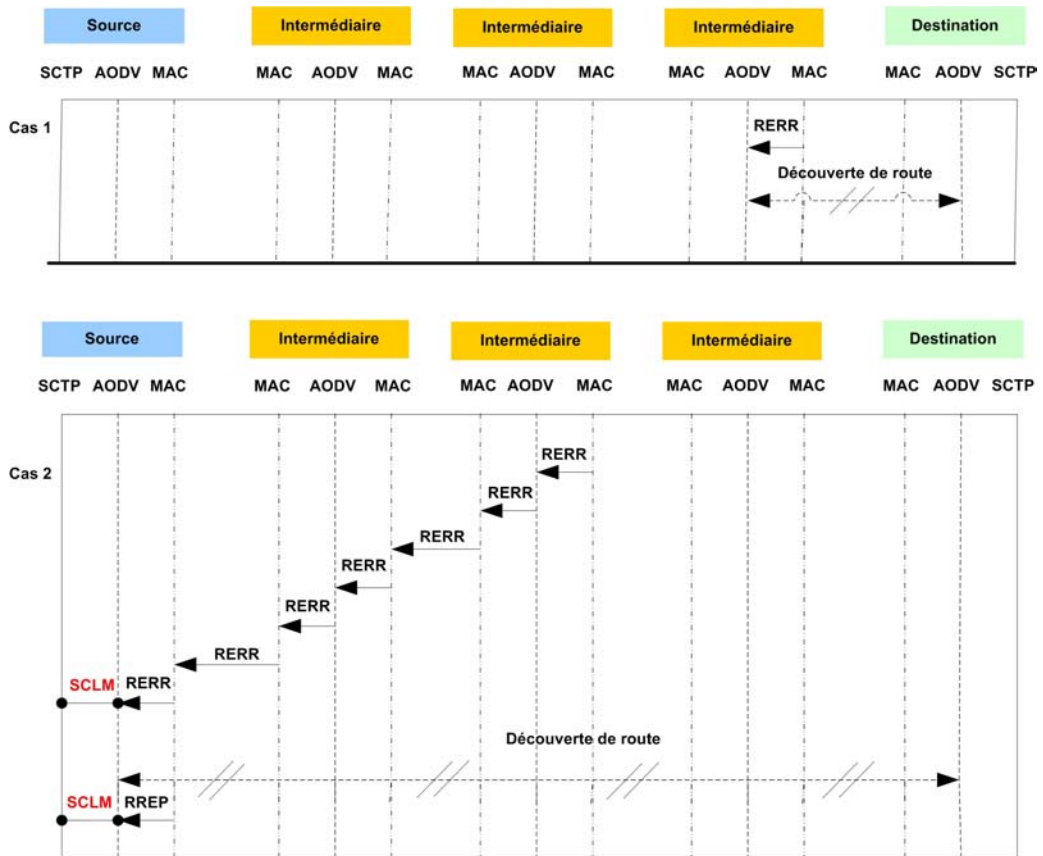 Source Intermédiaire Intermédiaire Intermédiaire Destination
SCTP AODV MAC MAC AODV MAC MAC AODV MAC MAC AODV MAC MAC AODV SCTP
Cas 1
RERR
Découverte de route
Source Intermédiaire Intermédiaire Intermédiaire Destination
SCTP AODV MAC MAC AODV MAC MAC AODV MAC MAC AODV MAC MAC AODV SCTP
Cas 2
RERR
RERR
RERR
RERR
RERR
RERR
SCLM RERR
Découverte de route
SCLM RREP